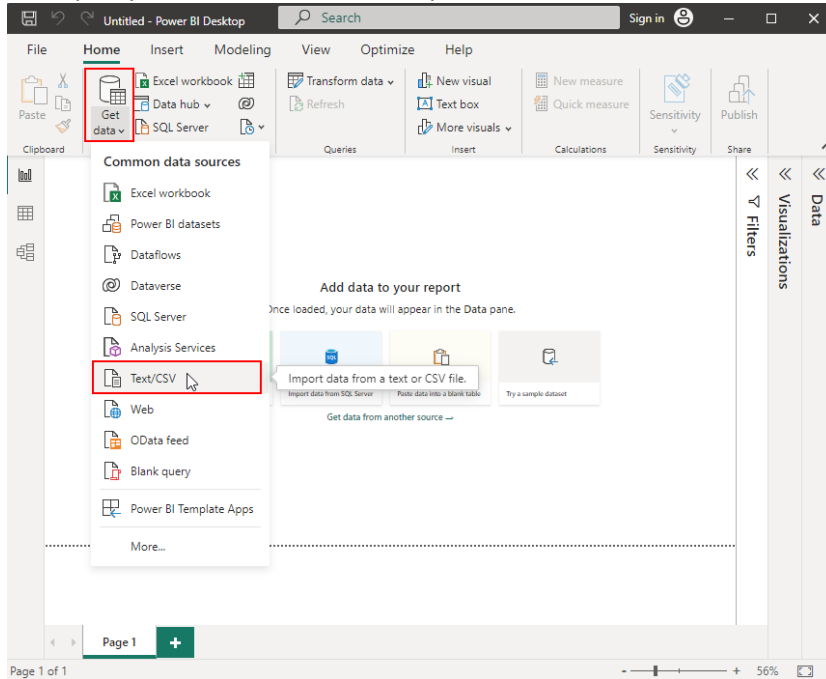 Untitled - Power BI Desktop
Search
Sign in
File Home Insert Modeling View Optimize Help
Paste
Clipboard
Get data
Excel workbook
Data hub
SQL Server
Transform data
Refresh
Queries
New visual
Text box
More visuals
Insert
New measure
Quick measure
Calculations
Sensitivity
Sensitivity
Publish
Share
Common data sources
Excel workbook
Power BI datasets
Dataflows
Dataverse
SQL Server
Analysis Services
Text/CSV
Web
OData feed
Blank query
Power BI Template Apps
More...
Add data to your report
Once loaded, your data will appear in the Data pane.
SQL
Import data from a text or CSV file.
Import data from SQL Server
Paste data into a blank table
Try a sample dataset
Get data from another source
Filters
Visualizations
Data
Page 1
+
Page 1 of 1
- + 56%